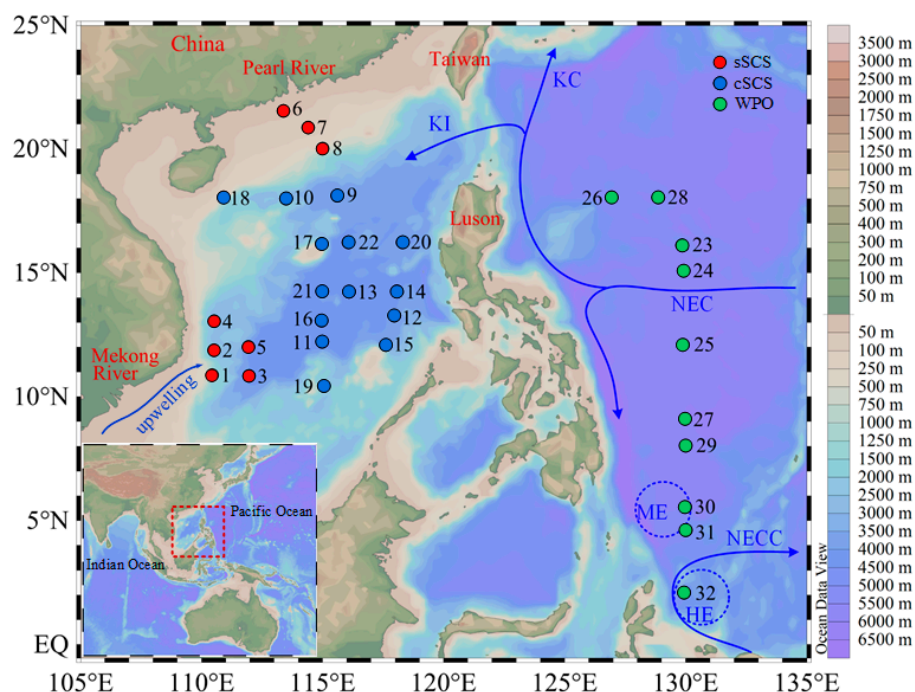 25°N
20°N
15°N
10°N
5°N
EQ
105°E
110°E
115°E
120°E
125°E
130°E
135°E
China
Pearl River
Taiwan
Luson
Mekong
River
upwelling
KI
KC
NEC
ME
NECC
HE
sSCS
cSCS
WPO
6
7
8
18
10
9
17
22
20
21
13
14
16
12
11
15
19
4
2
5
1
3
26
28
23
24
25
27
29
30
31
32
Pacific Ocean
Indian Ocean
Ocean Data View
3500 m
3000 m
2500 m
2000 m
1750 m
1500 m
1250 m
1000 m
750 m
500 m
400 m
300 m
200 m
100 m
50 m
50 m
100 m
250 m
500 m
750 m
1000 m
1250 m
1500 m
2000 m
2500 m
3000 m
3500 m
4000 m
4500 m
5000 m
5500 m
6000 m
6500 m